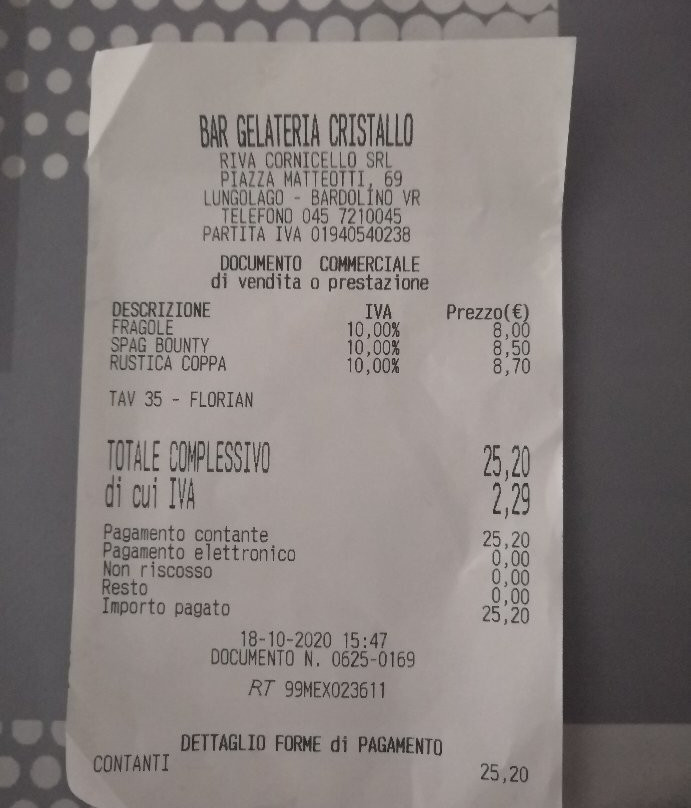 BAR GELATERIA CRISTALLO
RIVA CORNICELLO SRL
PIAZZA MATTEOTTI, 69
LUNGOLAGO - BARDOLINO VR
TELEFONO 045 7210045
PARTITA IVA 01940540238
DOCUMENTO COMMERCIALE
di vendita o prestazione
DESCRIZIONE IVA Prezzo(€)
FRAGOLE 10,00% 8,00
SPAG BOUNTY 10,00% 8,50
RUSTICA COPPA 10,00% 8,70
TAV 35 - FLORIAN
TOTALE COMPLESSIVO 25,20
di cui IVA 2,29
Pagamento contante 25,20
Pagamento elettronico 0,00
Non riscosso 0,00
Resto 0,00
Importo pagato 25,20
18-10-2020 15:47
DOCUMENTO N. 0625-0169
RT 99MEX023611
DETTAGLIO FORME di PAGAMENTO
CONTANTI 25,20